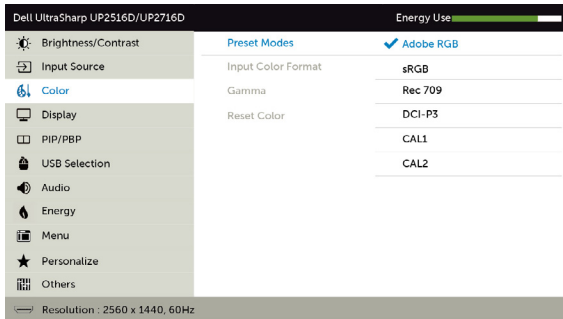 Dell UltraSharp UP2516D/UP2716D Energy Use
Brightness/Contrast Preset Modes Adobe RGB
Input Source Input Color Format sRGB
Color Gamma Rec 709
Display Reset Color DCI-P3
PIP/PBP CAL1
USB Selection CAL2
Audio
Energy
Menu
Personalize
Others
Resolution : 2560 x 1440, 60Hz